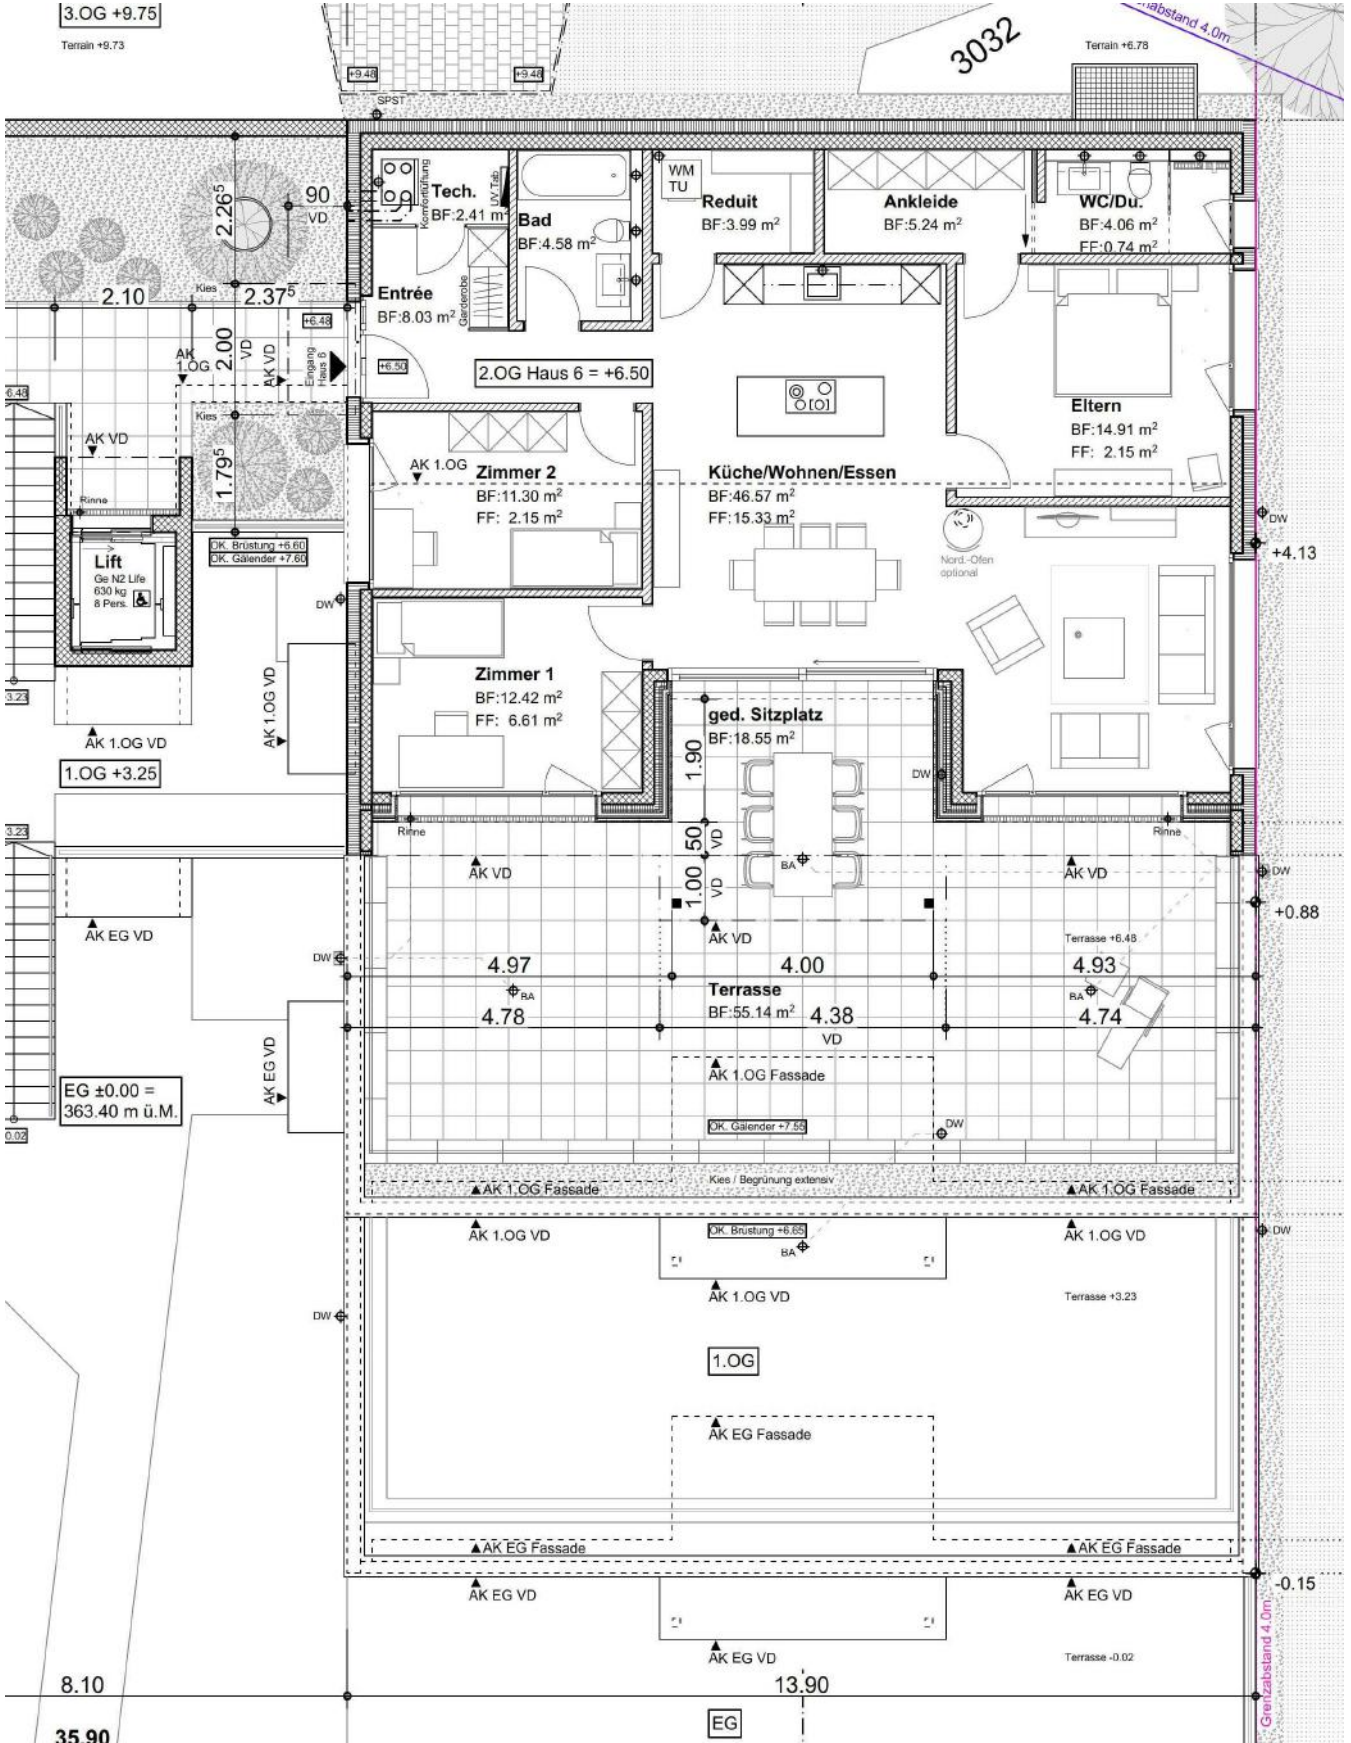 3.OG +9.75
Terrain +9.73
+9.48
+9.48
3032
Terrain +6.78
Grenzabstand 4.0m
SPST
2.26⁵
90
VD
Komfortlüftung
Tech.
BF:2.41 m²
UV,Tab
Bad
BF:4.58 m²
WM
TU
Reduit
BF:3.99 m²
Ankleide
BF:5.24 m²
WC/Du.
BF:4.06 m²
FF:0.74 m²
Kies
2.10
2.37⁵
+6.48
Entrée
BF:8.03 m²
Garderobe
AK
1.OG
2.00
VD
AK VD
Eingang
Haus 6
+6.50
2.OG Haus 6 = +6.50
6.48
Kies
AK VD
1.79⁵
Rinne
Eltern
BF:14.91 m²
FF: 2.15 m²
AK 1.OG
Zimmer 2
BF:11.30 m²
FF: 2.15 m²
Küche/Wohnen/Essen
BF:46.57 m²
FF:15.33 m²
Nord.-Ofen
optional
DW
+4.13
OK. Brüstung +6.60
OK. Gälender +7.60
Lift
Ge N2 Life
630 kg
8 Pers.
DW
3.23
AK 1.OG VD
AK 1.OG VD
1.OG +3.25
Zimmer 1
BF:12.42 m²
FF: 6.61 m²
ged. Sitzplatz
BF:18.55 m²
1.90
DW
3.23
Rinne
Rinne
50
VD
AK VD
BA
AK VD
DW
1.00
VD
+0.88
AK EG VD
AK VD
Terrasse +6.48
DW
4.97
4.00
4.93
BA
Terrasse
BF:55.14 m²
BA
4.78
4.38
VD
4.74
AK EG VD
AK 1.OG Fassade
EG ±0.00 =
363.40 m ü.M.
0.02
OK. Gälender +7.55
DW
Kies / Begrünung extensiv
AK 1.OG Fassade
AK 1.OG Fassade
AK 1.OG VD
OK. Brüstung +6.65
BA
AK 1.OG VD
DW
AK 1.OG VD
Terrasse +3.23
DW
1.OG
AK EG Fassade
AK EG Fassade
AK EG Fassade
AK EG VD
AK EG VD
-0.15
AK EG VD
Terrasse -0.02
Grenzabstand 4.0m
8.10
13.90
35.90
EG